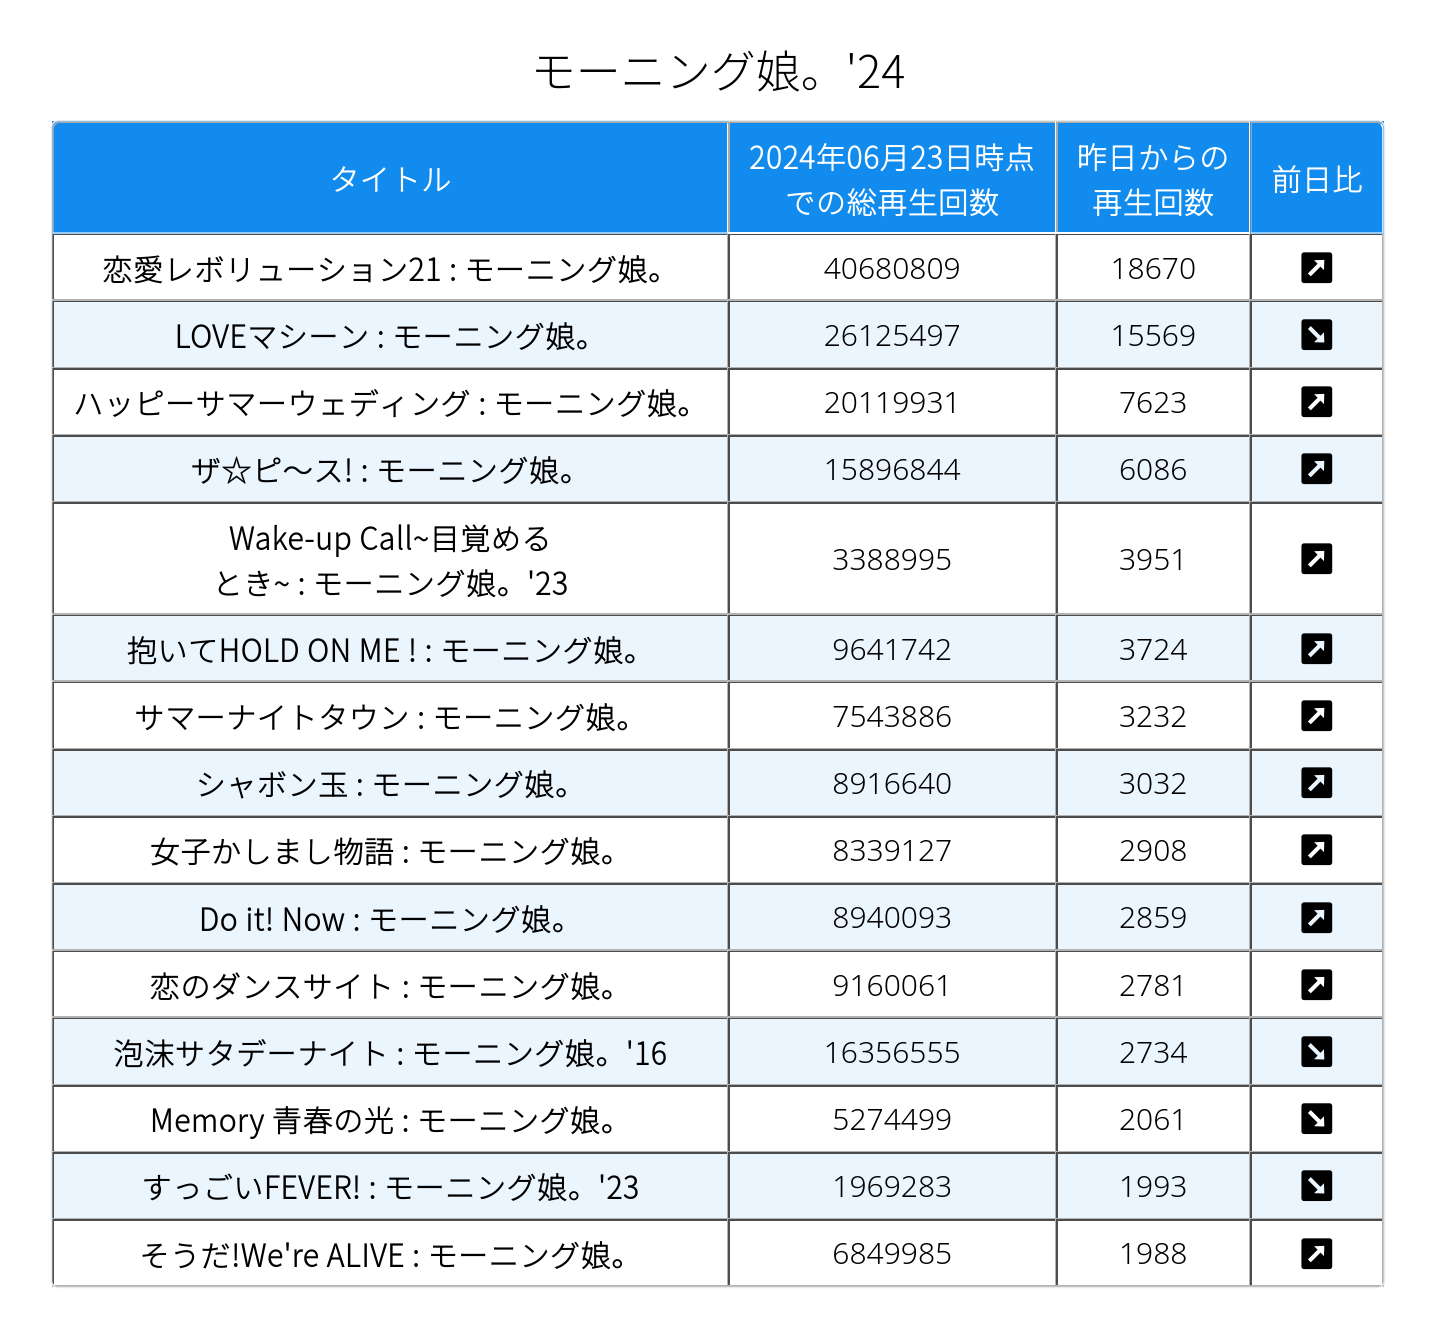 モーニング娘。'24
タイトル
2024年06月23日時点
での総再生回数
昨日からの
再生回数
前日比
恋愛レボリューション21 : モーニング娘。 40680809 18670
LOVEマシーン : モーニング娘。 26125497 15569
ハッピーサマーウェディング : モーニング娘。 20119931 7623
ザ☆ピ〜ス! : モーニング娘。 15896844 6086
Wake-up Call~目覚める
とき~ : モーニング娘。'23 3388995 3951
抱いてHOLD ON ME ! : モーニング娘。 9641742 3724
サマーナイトタウン : モーニング娘。 7543886 3232
シャボン玉 : モーニング娘。 8916640 3032
女子かしまし物語 : モーニング娘。 8339127 2908
Do it! Now : モーニング娘。 8940093 2859
恋のダンスサイト : モーニング娘。 9160061 2781
泡沫サタデーナイト : モーニング娘。'16 16356555 2734
Memory 青春の光 : モーニング娘。 5274499 2061
すっごいFEVER! : モーニング娘。'23 1969283 1993
そうだ!We're ALIVE : モーニング娘。 6849985 1988